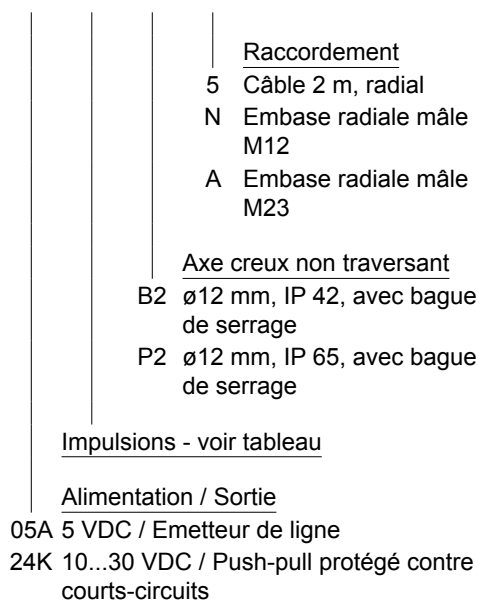 Raccordement
5 Câble 2 m, radial
N Embase radiale mâle
M12
A Embase radiale mâle
M23
Axe creux non traversant
B2 ø12 mm, IP 42, avec bague
de serrage
P2 ø12 mm, IP 65, avec bague
de serrage
Impulsions - voir tableau
Alimentation / Sortie
05A 5 VDC / Emetteur de ligne
24K 10...30 VDC / Push-pull protégé contre
courts-circuits